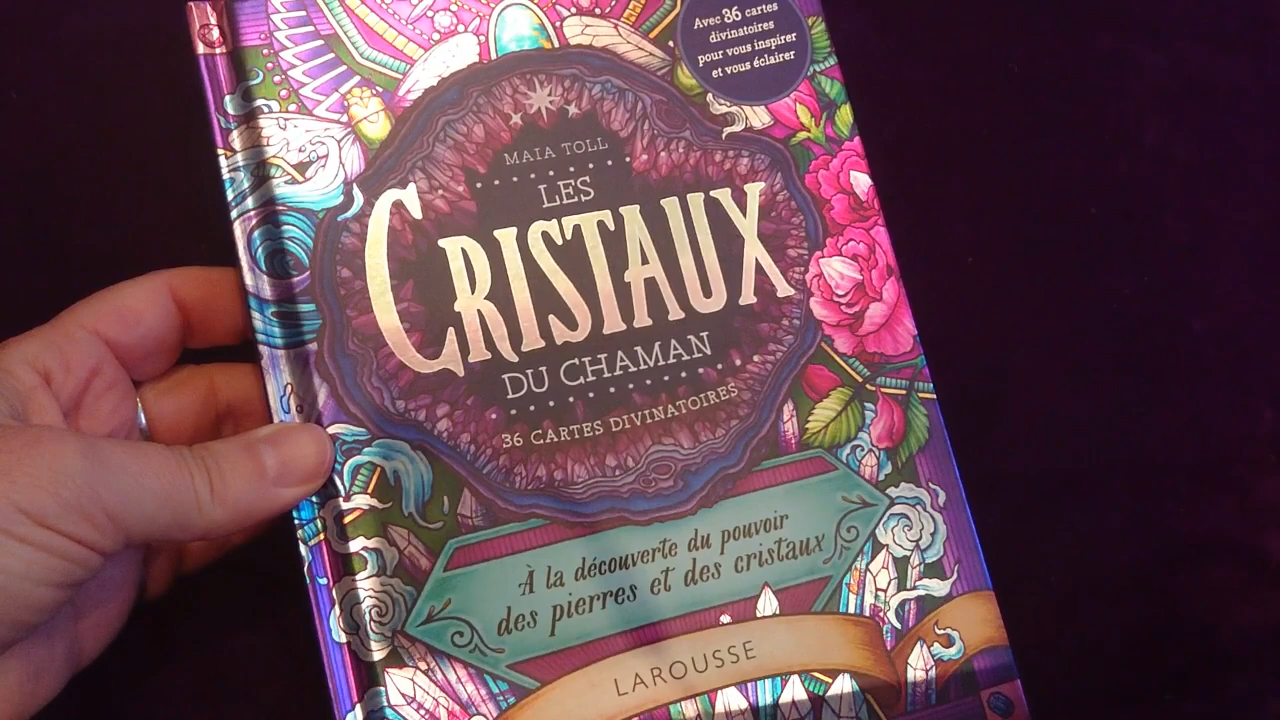 Avec 36 cartes
divinatoires
pour vous inspirer
et vous éclairer
MAIA TOLL
LES
CRISTAUX
DU CHAMAN
36 CARTES DIVINATOIRES
À la découverte du pouvoir
des pierres et des cristaux
LAROUSSE